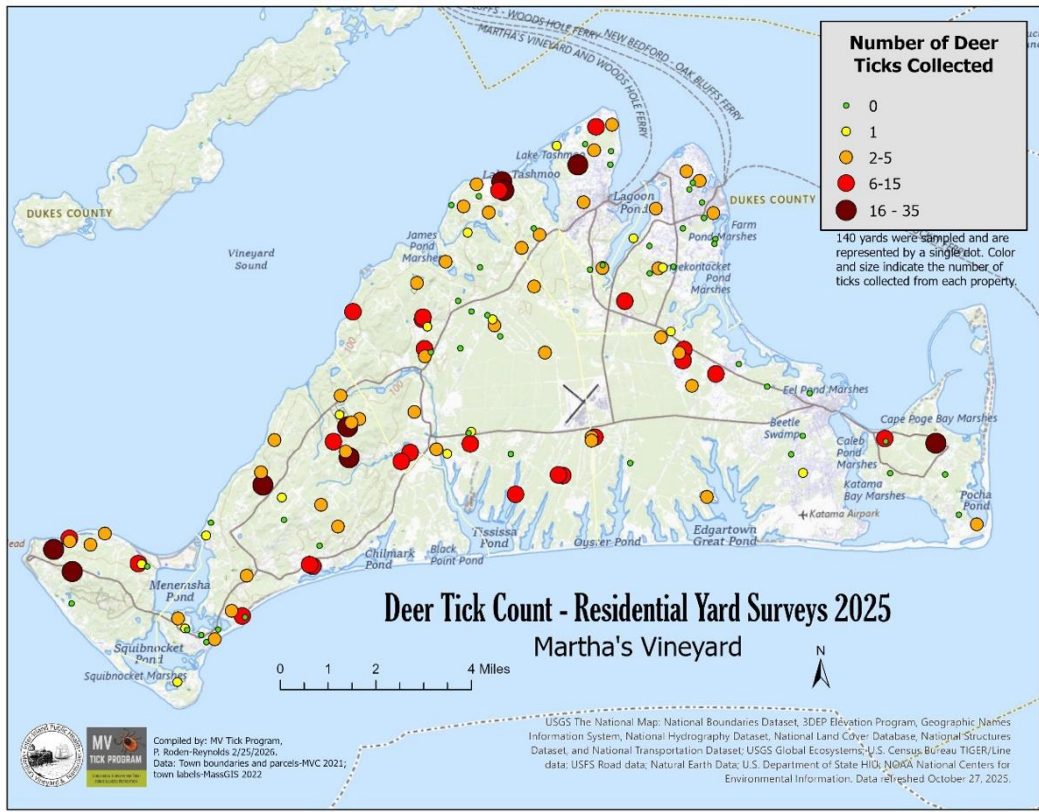 BLUFFS - WOODS HOLE FERRY
NEW BEDFORD - OAK BLUFFS FERRY
MARTHA'S VINEYARD AND WOODS HOLE FERRY
Number of Deer
Ticks Collected
0
1
2-5
6-15
16 - 35
140 yards were sampled and are
represented by a single dot. Color
and size indicate the number of
ticks collected from each property.
DUKES COUNTY
Vineyard
Sound
Lake Tashmoo
Lake Tashmoo
Lagoon
Pond
DUKES COUNTY
Farm
Pond Marshes
James
Pond
Marshes
Pond
Marshes
100
100
Eel Pond Marshes
Beetle
Swamp
Cape Poge Bay Marshes
Caleb
Pond
Marshes
Katama
Bay Marshes
Pocha
Pond
Katama Airpark
Edgartown
Great Pond
Oyster Pond
Tississa
Pond
Black
Point Pond
Chilmark
Pond
Menemsha
Pond
Squibnocket
Pond
Squibnocket Marshes
Deer Tick Count - Residential Yard Surveys 2025
Martha's Vineyard
0 2 4 Miles
N
MV
TICK PROGRAM
Compiled by: MV Tick Program,
P. Roden-Reynolds 2/25/2026.
Data: Town boundaries and parcels-MVC 2021;
town labels-MassGIS 2022
USGS The National Map: National Boundaries Dataset, 3DEP Elevation Program, Geographic Names
Information System, National Hydrography Dataset, National Land Cover Database, National Structures
Dataset, and National Transportation Dataset; USGS Global Ecosystems; U.S. Census Bureau TIGER/Line
data; USFS Road data; Natural Earth Data; U.S. Department of State HIU; NOAA National Centers for
Environmental Information. Data refreshed October 27, 2025.